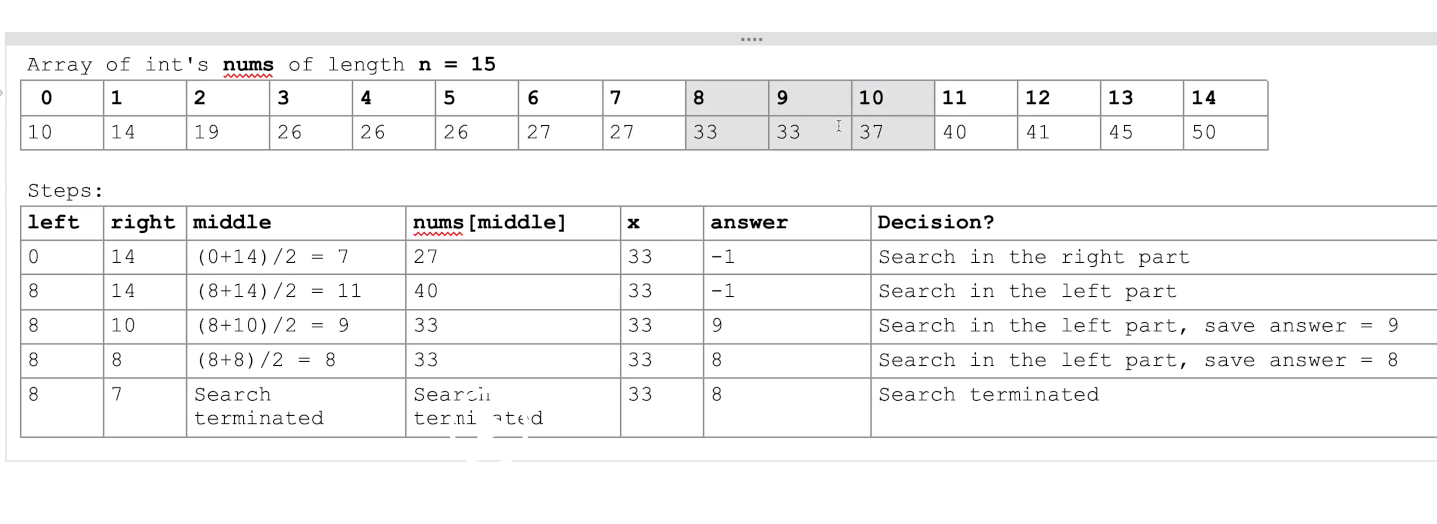 Array of int's nums of length n = 15
0 1 2 3 4 5 6 7 8 9 10 11 12 13 14
10 14 19 26 26 26 27 27 33 33 37 40 41 45 50
Steps:
left right middle nums[middle] x answer Decision?
0 14 (0+14)/2 = 7 27 33 -1 Search in the right part
8 14 (8+14)/2 = 11 40 33 -1 Search in the left part
8 10 (8+10)/2 = 9 33 33 9 Search in the left part, save answer = 9
8 8 (8+8)/2 = 8 33 33 8 Search in the left part, save answer = 8
8 7 Search Search 33 8 Search terminated
terminated terminated